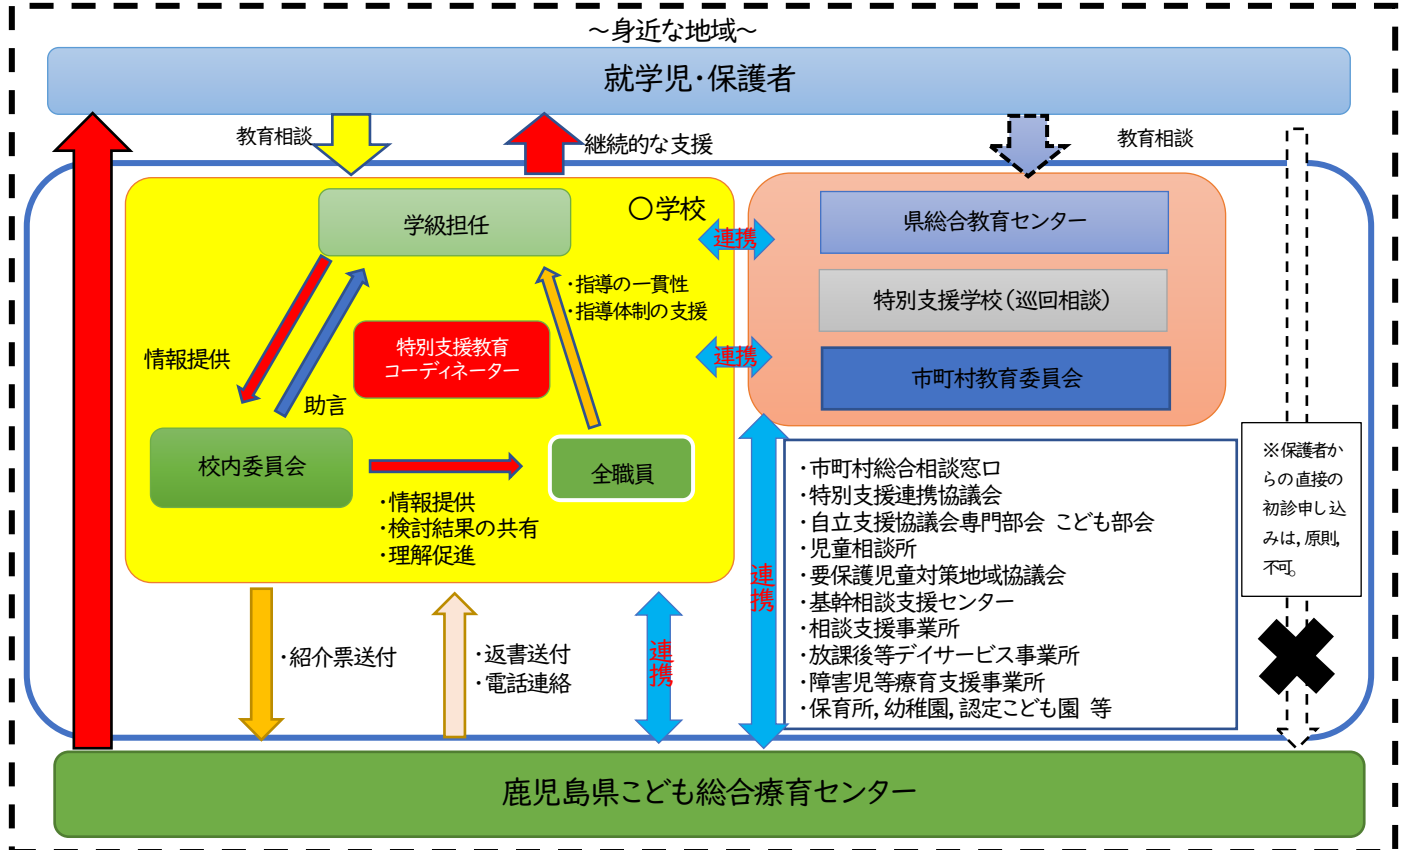 ～身近な地域～
就学児・保護者
教育相談
継続的な支援
教育相談
○学校
学級担任
・指導の一貫性
・指導体制の支援
特別支援教育
コーディネーター
情報提供
助言
校内委員会
全職員
・情報提供
・検討結果の共有
・理解促進
連携
連携
県総合教育センター
特別支援学校（巡回相談）
市町村教育委員会
・市町村総合相談窓口
・特別支援連携協議会
・自立支援協議会専門部会 こども部会
・児童相談所
・要保護児童対策地域協議会
・基幹相談支援センター
・相談支援事業所
・放課後等デイサービス事業所
・障害児等療育支援事業所
・保育所，幼稚園，認定こども園 等
※保護者か
らの直接の
初診申し込
みは，原則，
不可。
・紹介票送付
・返書送付
・電話連絡
連携
連携
鹿児島県こども総合療育センター